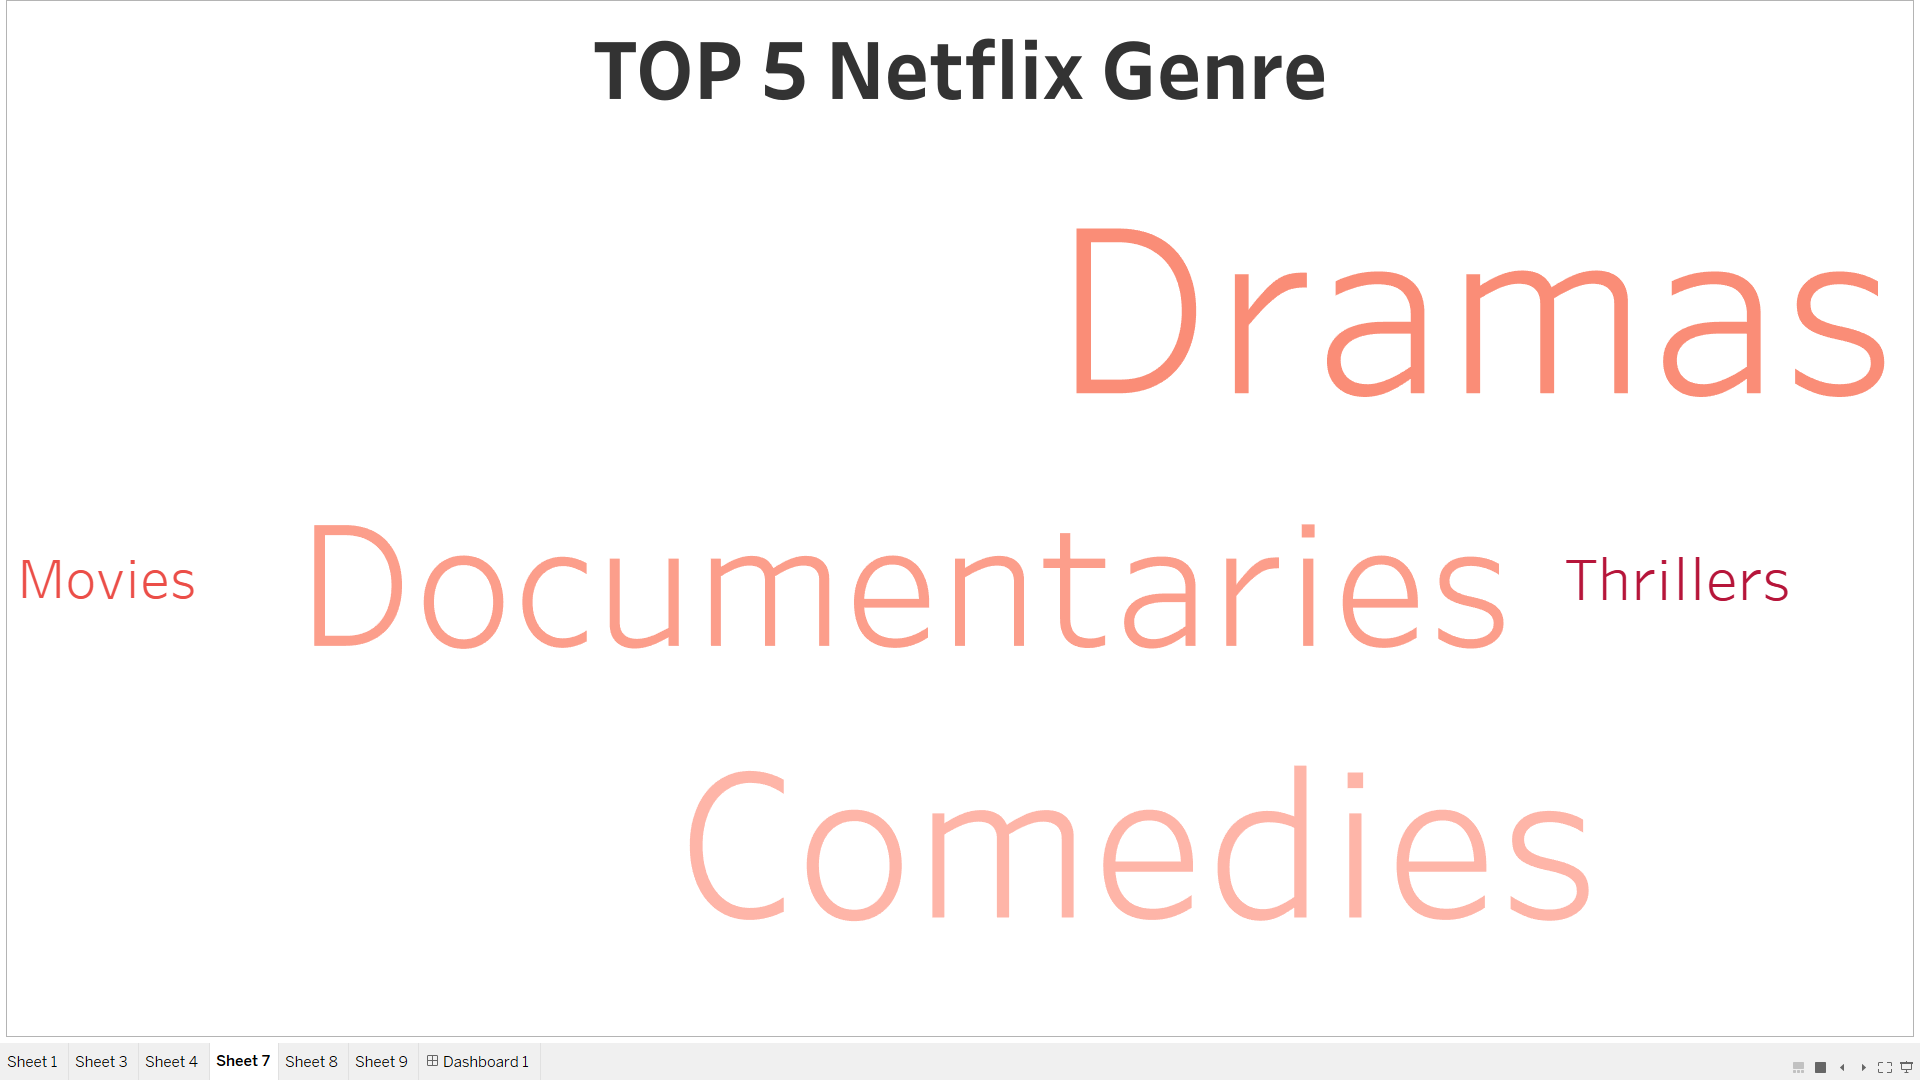 TOP 5 Netflix Genre
Dramas
Movies Documentaries Thrillers
Comedies
Sheet 1 Sheet 3 Sheet 4 Sheet 7 Sheet 8 Sheet 9 Dashboard 1